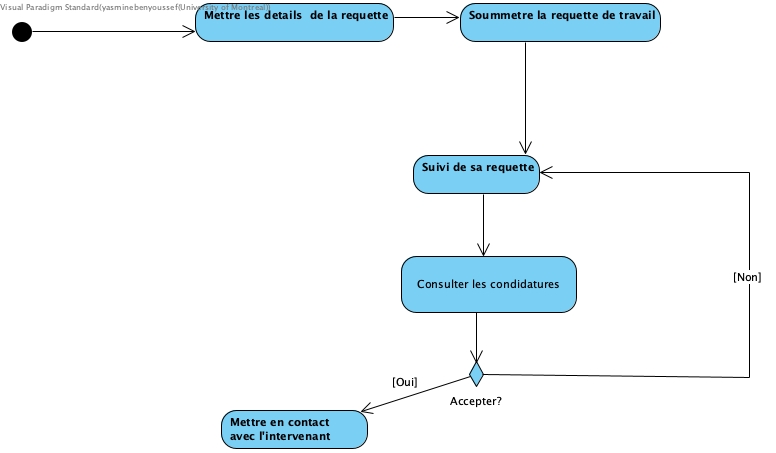 Visual Paradigm Standard(yasminebenyoussef(University of Montreal))
Mettre les details de la requette
Soummetre la requette de travail
Suivi de sa requette
Consulter les condidatures
[Non]
[Oui]
Accepter?
Mettre en contact
avec l'intervenant